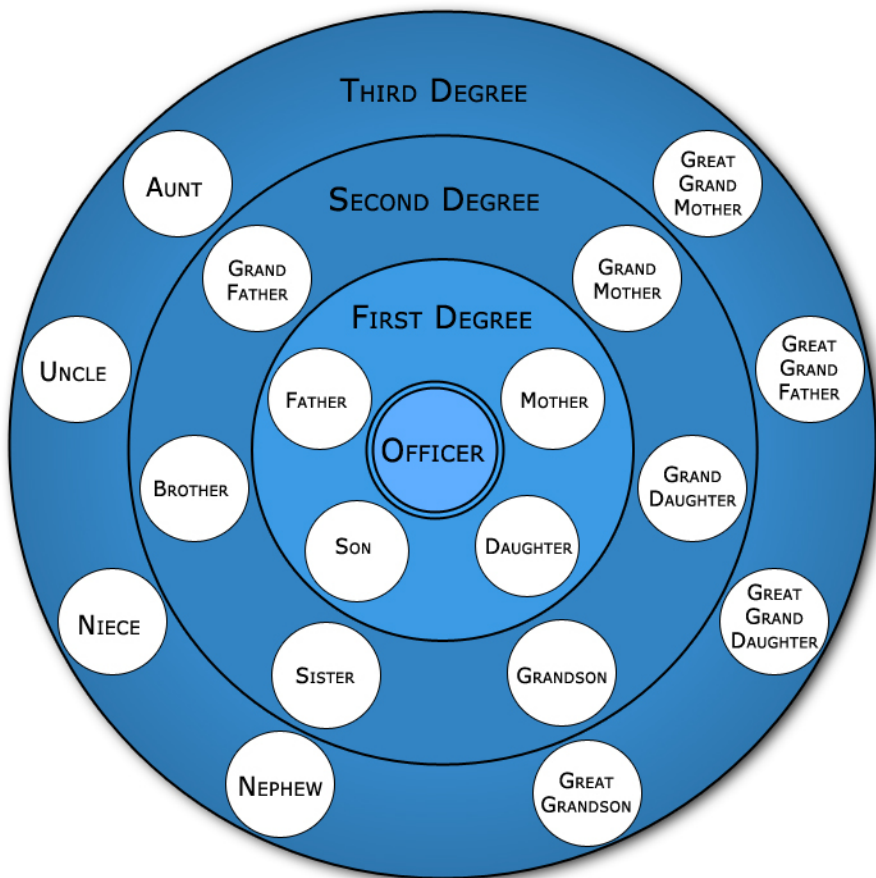 Third Degree
Aunt
Great
Grand
Mother
Second Degree
Grand
Father
Grand
Mother
First Degree
Uncle
Great
Grand
Father
Father
Mother
Officer
Brother
Grand
Daughter
Son
Daughter
Niece
Great
Grand
Daughter
Sister
Grandson
Nephew
Great
Grandson